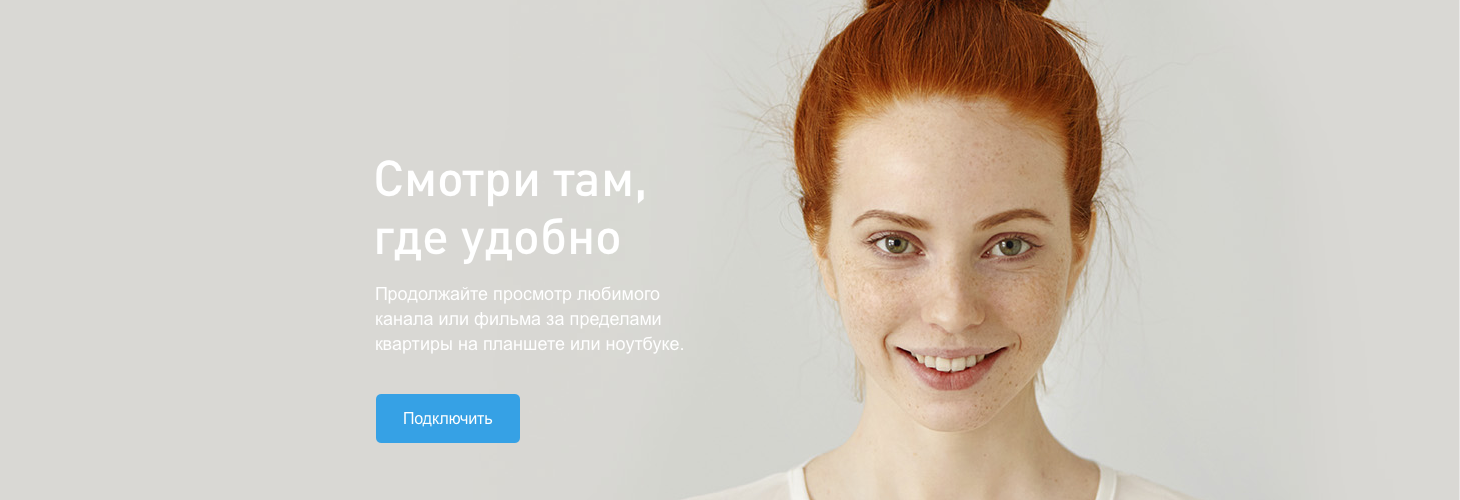 Смотри там,
где удобно
Продолжайте просмотр любимого
канала или фильма за пределами
квартиры на планшете или ноутбуке.
Подключить